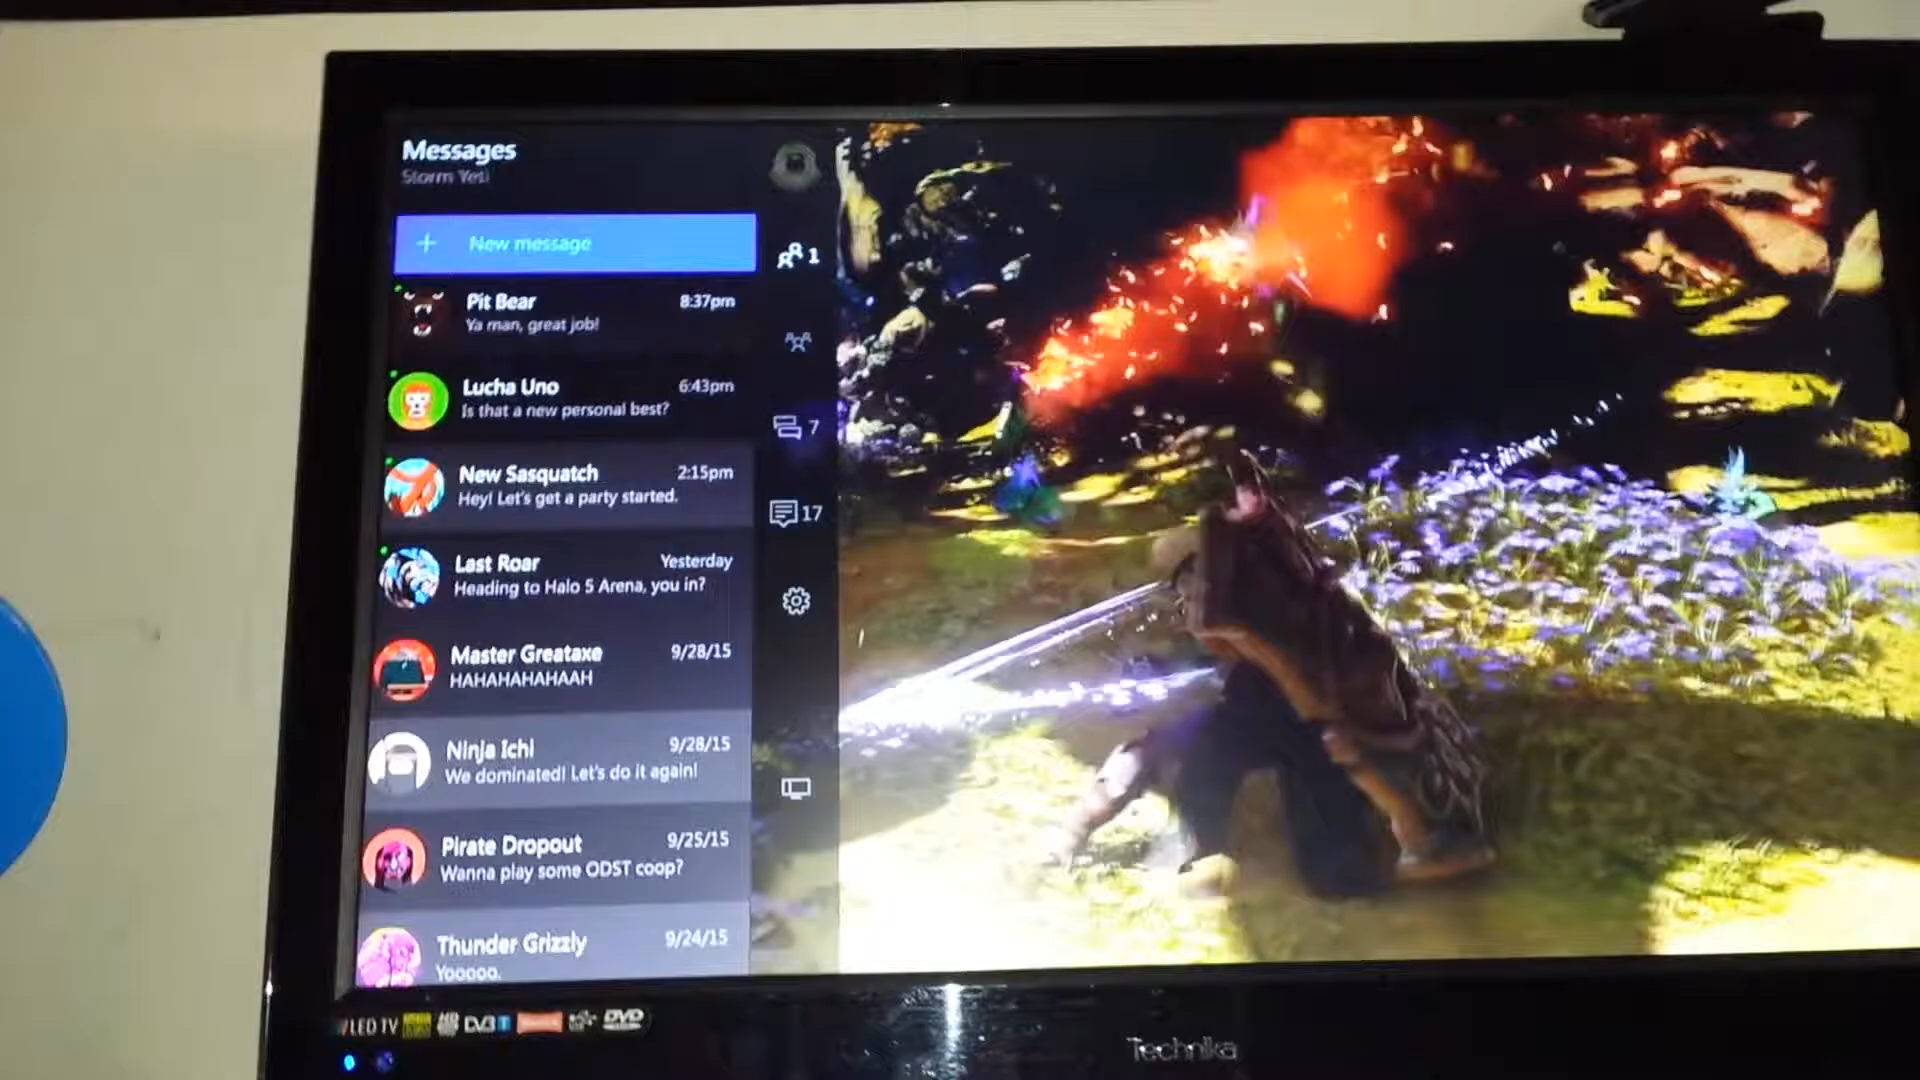 Messages
Storm Yeti
+ New message
Pit Bear 8:37pm
Ya man, great job!
Lucha Uno 6:43pm
Is that a new personal best?
New Sasquatch 2:15pm
Hey! Let's get a party started.
Last Roar Yesterday
Heading to Halo 5 Arena, you in?
Master Greataxe 9/28/15
HAHAHAHAHAAH
Ninja Ichi 9/28/15
We dominated! Let's do it again!
Pirate Dropout 9/25/15
Wanna play some ODST coop?
Thunder Grizzly 9/24/15
Yooooo.
1
7
17
LED TV
DVB T
DVD
Technika